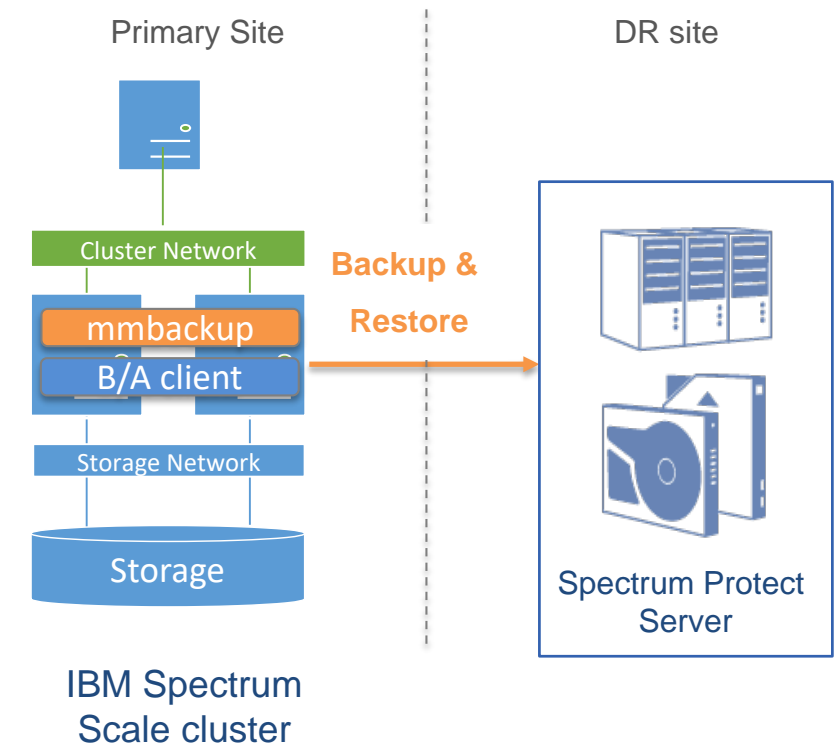 Primary Site
DR site
Cluster Network
Backup &
Restore
mmbackup
B/A client
Storage Network
Storage
Spectrum Protect
Server
IBM Spectrum
Scale cluster